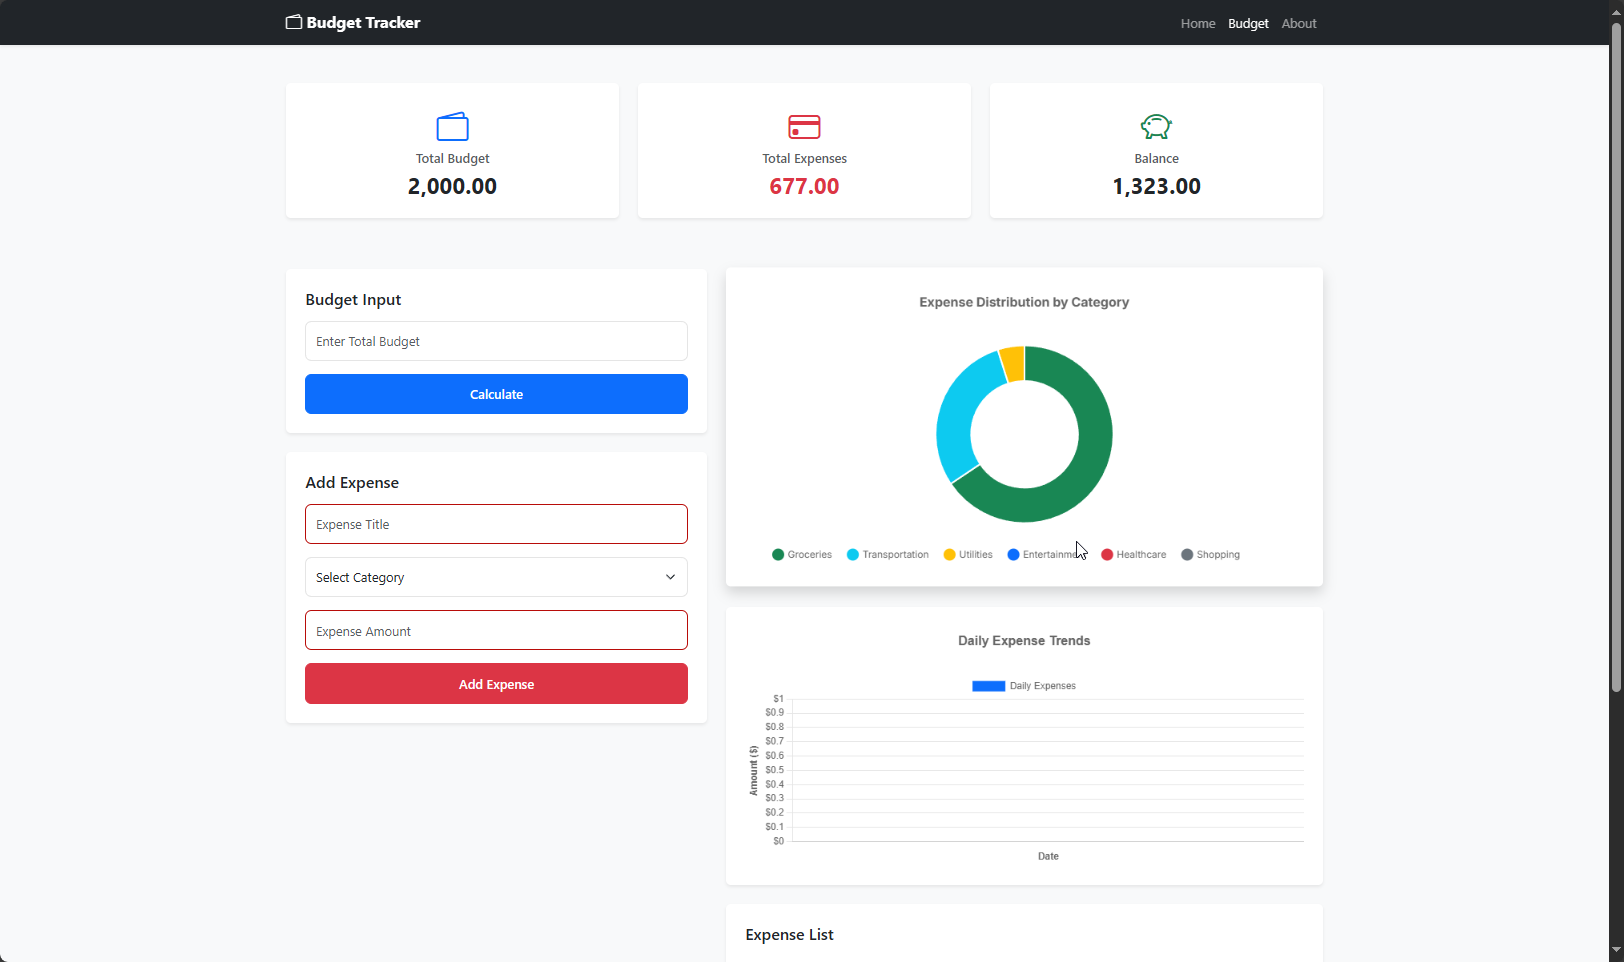 Budget Tracker
Home Budget About
Total Budget
2,000.00
Total Expenses
677.00
Balance
1,323.00
Budget Input
Enter Total Budget
Calculate
Add Expense
Expense Title
Select Category
Expense Amount
Add Expense
Expense Distribution by Category
Groceries Transportation Utilities Healthcare Shopping
Daily Expense Trends
Daily Expenses
$1
$0.9
$0.8
$0.7
$0.6
$0.5
$0.4
$0.3
$0.2
$0.1
$0
Amount ($)
Date
Expense List